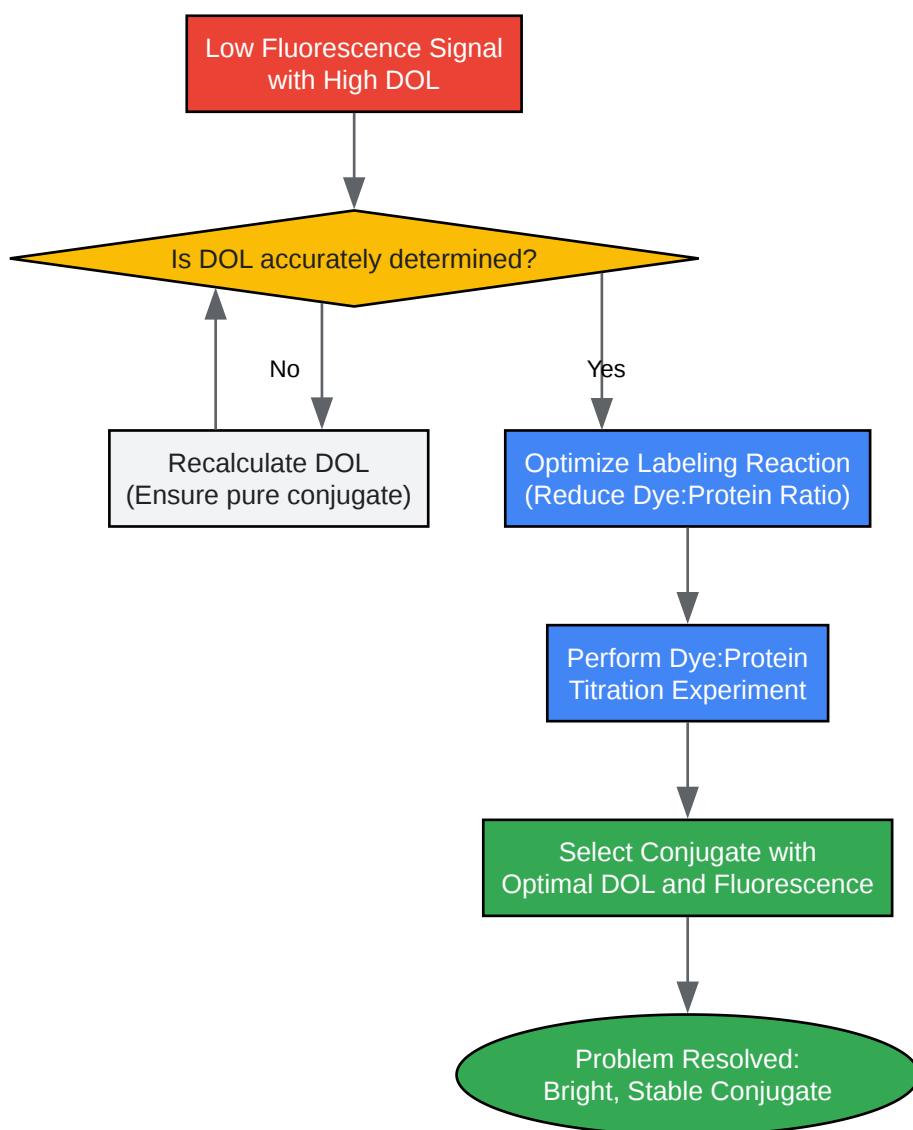 Low Fluorescence Signal
with High DOL
Is DOL accurately determined?
No
Yes
Recalculate DOL
(Ensure pure conjugate)
Optimize Labeling Reaction
(Reduce Dye:Protein Ratio)
Perform Dye:Protein
Titration Experiment
Select Conjugate with
Optimal DOL and Fluorescence
Problem Resolved:
Bright, Stable Conjugate